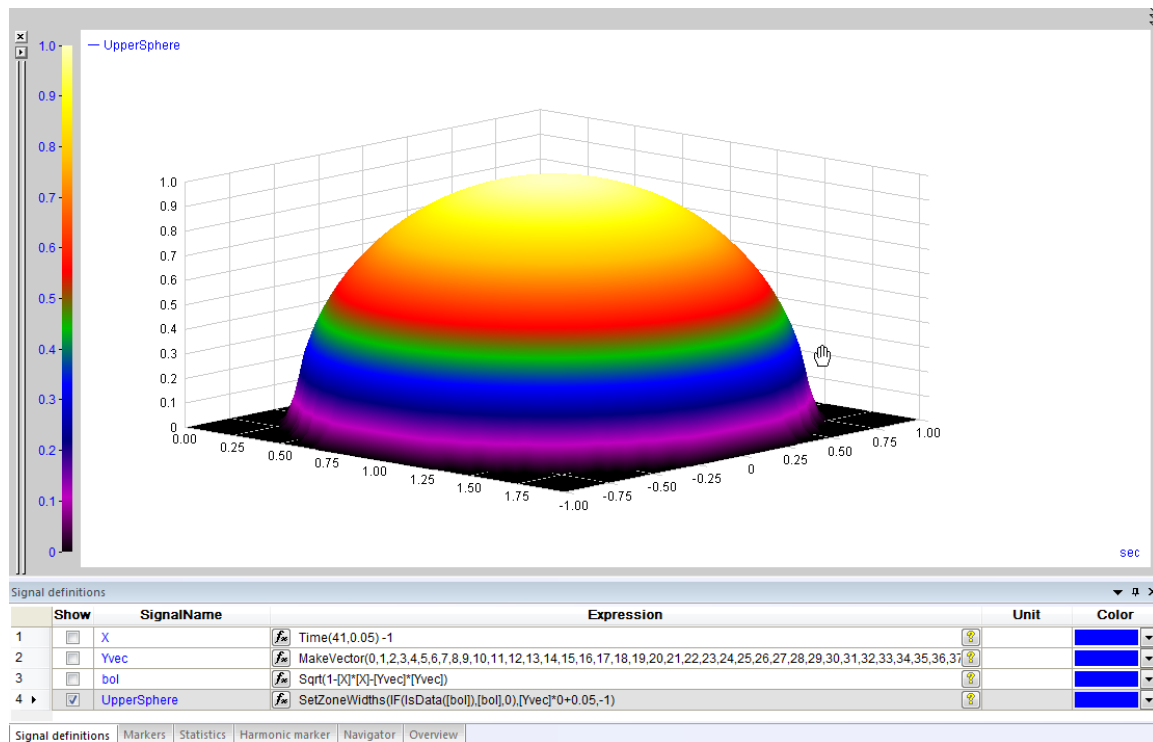 UpperSphere
1.0
0.9
0.8
0.7
0.6
0.5
0.4
0.3
0.2
0.1
0
1.0
0.9
0.8
0.7
0.6
0.5
0.4
0.3
0.2
0.1
0
0.00 0.25 0.50 0.75 1.00 1.25 1.50 1.75
-1.00 -0.75 -0.50 -0.25 0 0.25 0.50 0.75 1.00
sec
Signal definitions
Show SignalName Expression Unit Color
1 X fx Time(41,0.05) -1 ?
2 Yvec fx MakeVector(0,1,2,3,4,5,6,7,8,9,10,11,12,13,14,15,16,17,18,19,20,21,22,23,24,25,26,27,28,29,30,31,32,33,34,35,36,37 ?
3 bol fx Sqrt(1-[X]*[X]-[Yvec]*[Yvec]) ?
4 UpperSphere fx SetZoneWidths(IF(IsData([bol]),[bol],0),[Yvec]*0+0.05,-1) ?
Signal definitions Markers Statistics Harmonic marker Navigator Overview